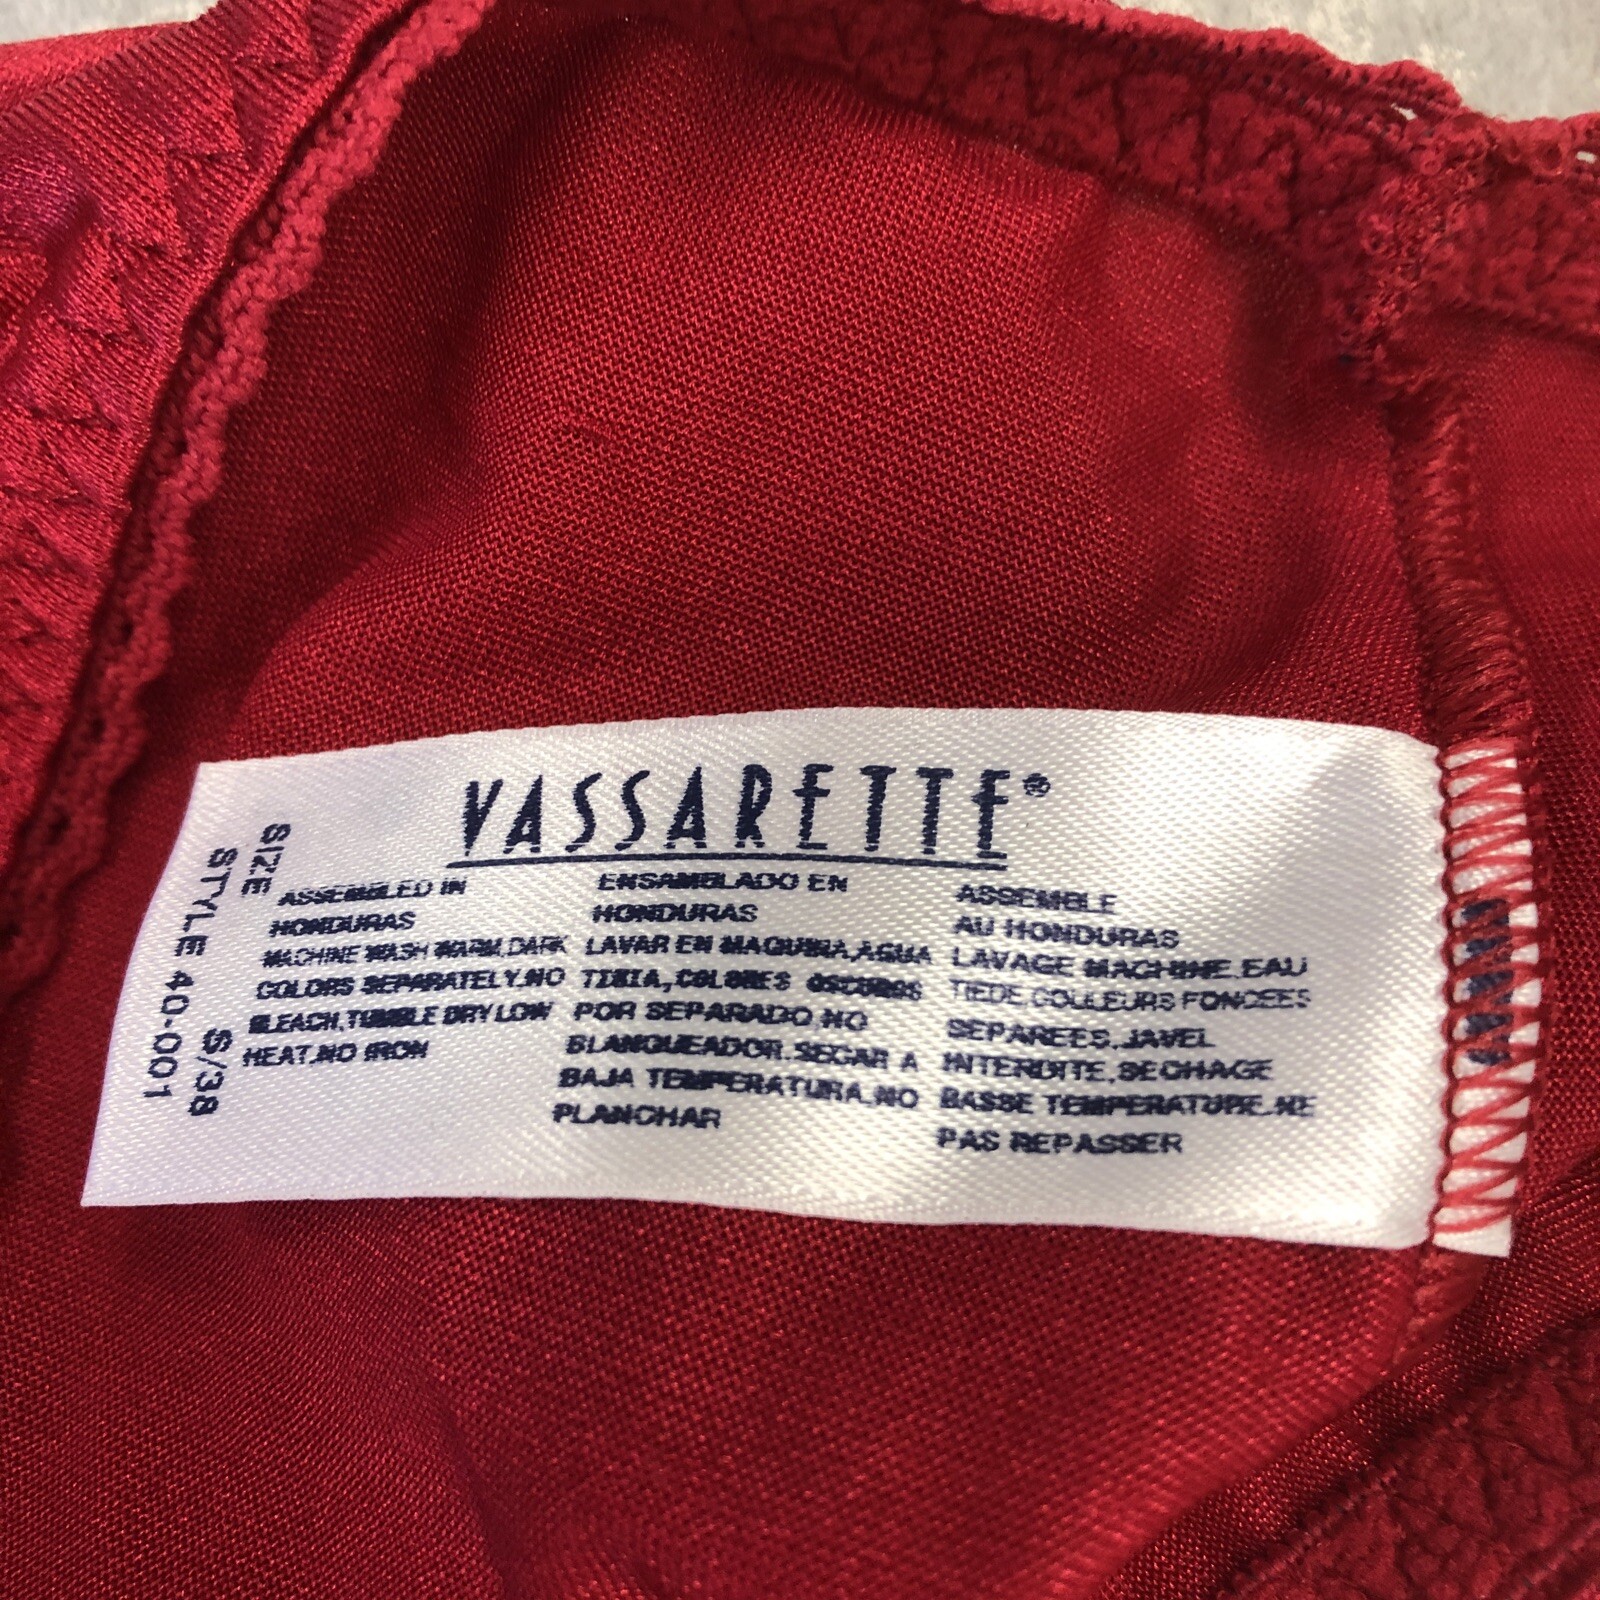 VASSARETTE®
SIZE S/38
STYLE 40-0001
ASSEMBLED IN
HONDURAS
MACHINE WASH WARM,DARK
COLORS SEPARATELY,NO
BLEACH,TUMBLE DRY LOW
HEAT,NO IRON
ENSAMBLADO EN
HONDURAS
LAVAR EN MAQUINA,AGUA
TIBIA,COLORES OSCUROS
POR SEPARADO,NO
BLANQUEADOR.SECAR A
BAJA TEMPERATURA,NO
PLANCHAR
ASSEMBLE
AU HONDURAS
LAVAGE MACHINE,EAU
TIEDE,COULEURS FONCEES
SEPAREES,JAVEL
INTERDITE,SECHAGE
BASSE TEMPERATURE,NE
PAS REPASSER